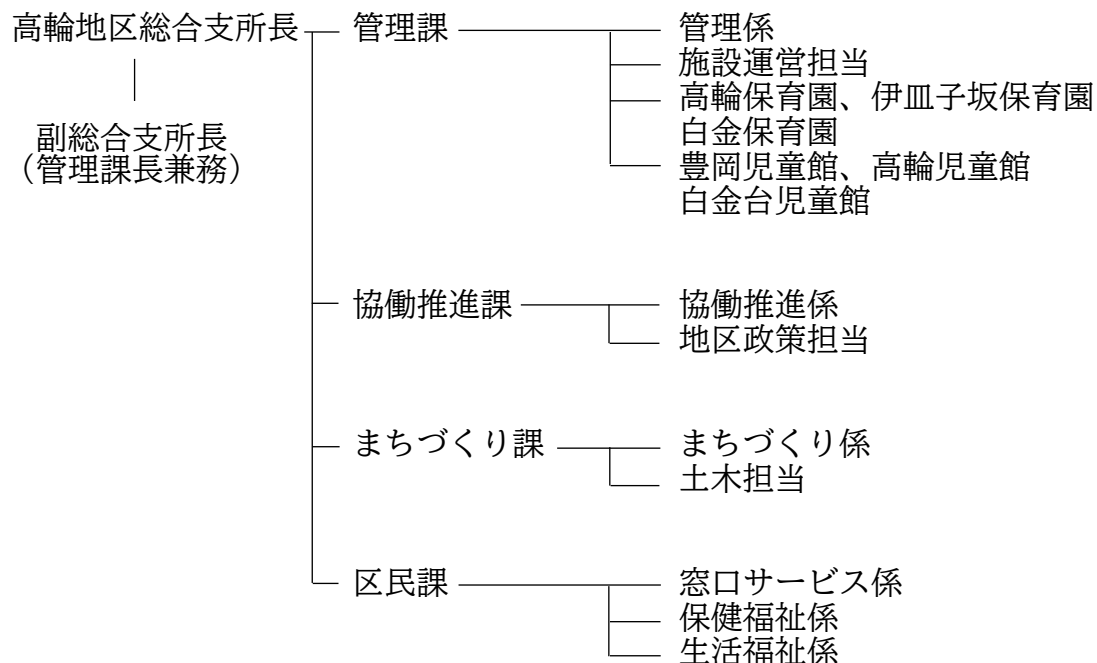 高輪地区総合支所長
副総合支所長
（管理課長兼務）
管理課
管理係
施設運営担当
高輪保育園、伊皿子坂保育園
白金保育園
豊岡児童館、高輪児童館
白金台児童館
協働推進課
協働推進係
地区政策担当
まちづくり課
まちづくり係
土木担当
区民課
窓口サービス係
保健福祉係
生活福祉係